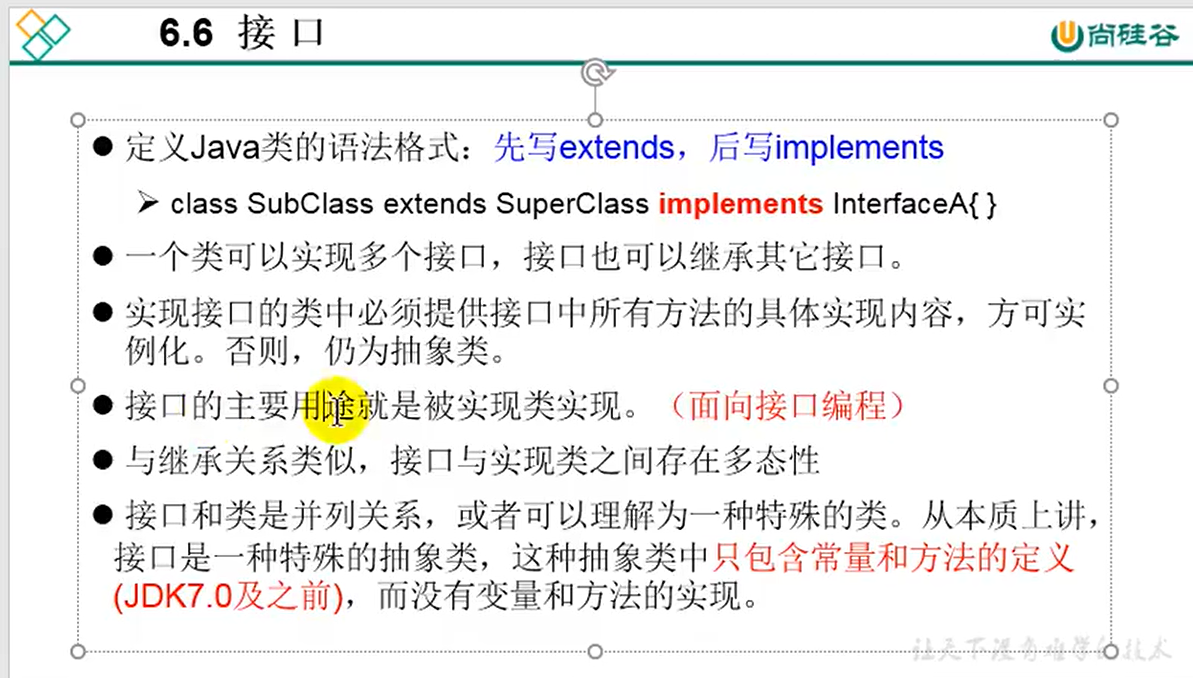 6.6 接 口
尚硅谷
定义Java类的语法格式：先写extends，后写implements
class SubClass extends SuperClass implements InterfaceA{ }
一个类可以实现多个接口，接口也可以继承其它接口。
实现接口的类中必须提供接口中所有方法的具体实现内容，方可实
例化。否则，仍为抽象类。
接口的主要用途就是被实现类实现。（面向接口编程）
与继承关系类似，接口与实现类之间存在多态性
接口和类是并列关系，或者可以理解为一种特殊的类。从本质上讲，
接口是一种特殊的抽象类，这种抽象类中只包含常量和方法的定义
(JDK7.0及之前)，而没有变量和方法的实现。
让天下没有难学的技术